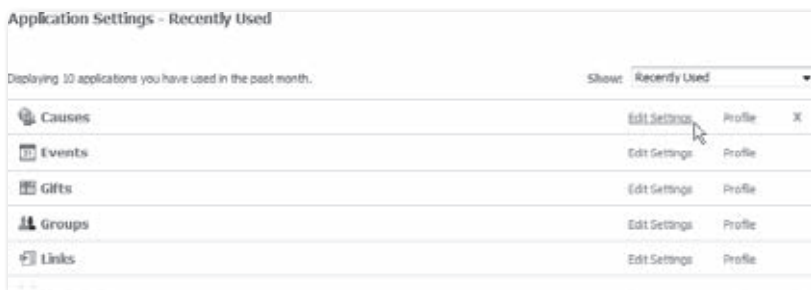 Application Settings - Recently Used
Displaying 10 applications you have used in the past month. Show: Recently Used
Causes Edit Settings Profile X
31 Events Edit Settings Profile
Gifts Edit Settings Profile
Groups Edit Settings Profile
Links Edit Settings Profile